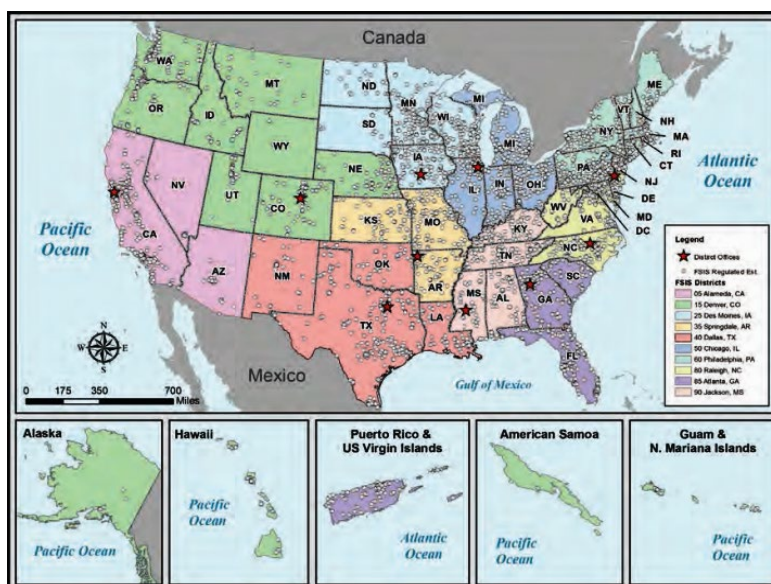 Canada
WA
MT
ND
MN
ME
VT
NH
MA
RI
CT
NJ
DE
MD
DC
OR
ID
SD
WI
MI
MI
NY
WY
IA
PA
NE
NV
UT
CO
IL
IN
OH
WV
VA
CA
KS
MO
KY
NC
TN
AZ
NM
OK
AR
SC
MS
AL
GA
TX
LA
FL
Pacific
Ocean
Atlantic
Ocean
Mexico
Gulf of Mexico
N
W
E
S
0
175
350
700
Miles
Legend
District Offices
FSIS Regulated Est.
FSIS Districts
05 Alameda, CA
15 Denver, CO
25 Des Moines, IA
35 Springdale, AR
40 Dallas, TX
50 Chicago, IL
60 Philadelphia, PA
80 Raleigh, NC
85 Atlanta, GA
90 Jackson, MS
Alaska
Pacific Ocean
Hawaii
Pacific
Ocean
Puerto Rico &
US Virgin Islands
Atlantic
Ocean
American Samoa
Pacific
Ocean
Guam &
N. Mariana Islands
Pacific
Ocean